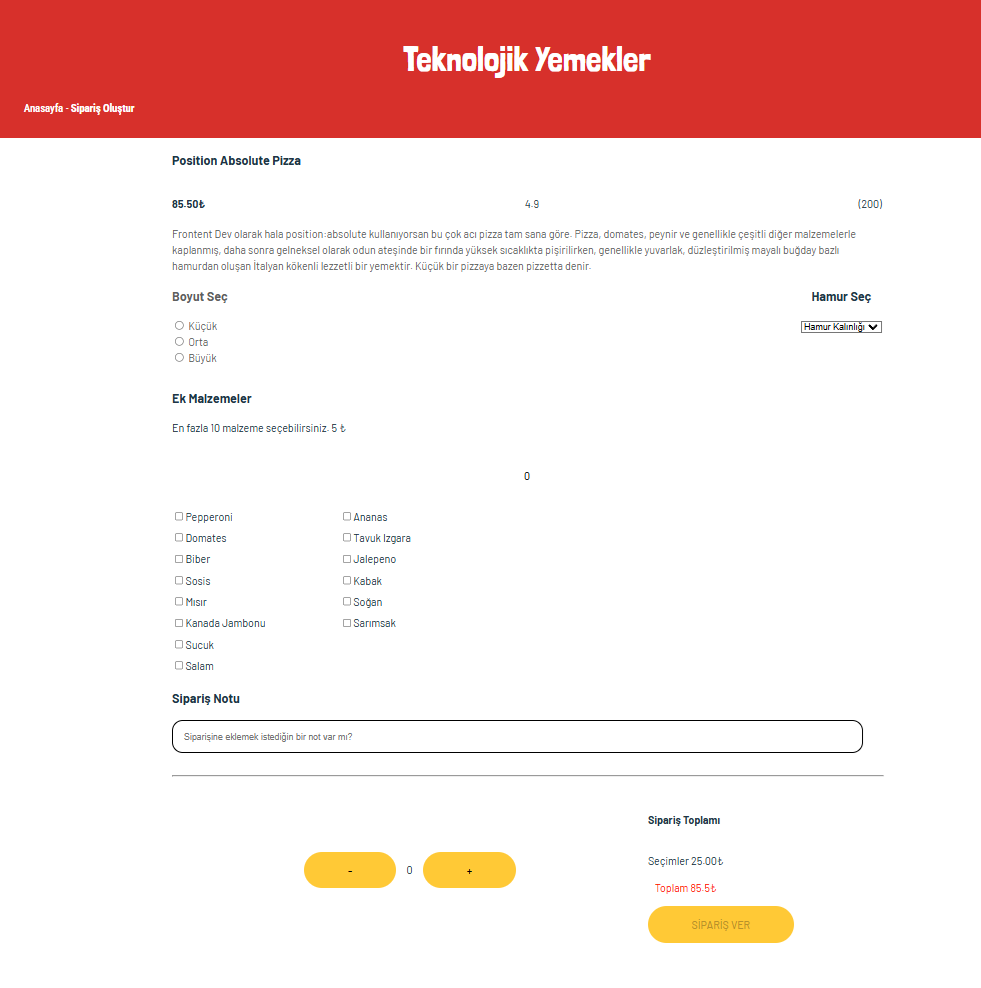 Teknolojik Yemekler
Anasayfa - Sipariş Oluştur
Position Absolute Pizza
85.50₺ 4.9 (200)
Frontent Dev olarak hala position:absolute kullanıyorsan bu çok acı pizza tam sana göre. Pizza, domates, peynir ve genellikle çeşitli diğer malzemelerle
kaplanmış, daha sonra gelneksel olarak odun ateşinde bir fırında yüksek sıcaklıkta pişirilirken, genellikle yuvarlak, düzleştirilmiş mayalı buğday bazlı
hamurdan oluşan İtalyan kökenli lezzetli bir yemektir. Küçük bir pizzaya bazen pizzetta denir.
Boyut Seç Hamur Seç
Küçük Hamur Kalınlığı
Orta
Büyük
Ek Malzemeler
En fazla 10 malzeme seçebilirsiniz. 5 ₺
0
Pepperoni Ananas
Domates Tavuk Izgara
Biber Jalepeno
Sosis Kabak
Mısır Soğan
Kanada Jambonu Sarımsak
Sucuk
Salam
Sipariş Notu
Siparişine eklemek istediğin bir not var mı?
Sipariş Toplamı
Seçimler 25.00₺
- 0 +
Toplam 85.5₺
SİPARİŞ VER